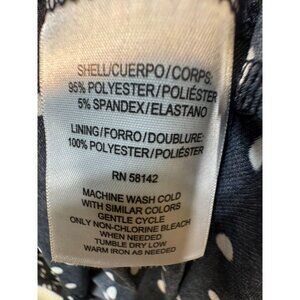 SHELL/CUERPO/CORPS:
95% POLYESTER/POLIÉSTER
5% SPANDEX/ELASTANO
LINING/FORRO/DOUBLURE:
100% POLYESTER/POLIÉSTER
RN 58142
MACHINE WASH COLD
WITH SIMILAR COLORS
GENTLE CYCLE
ONLY NON-CHLORINE BLEACH
WHEN NEEDED
TUMBLE DRY LOW
WARM IRON AS NEEDED